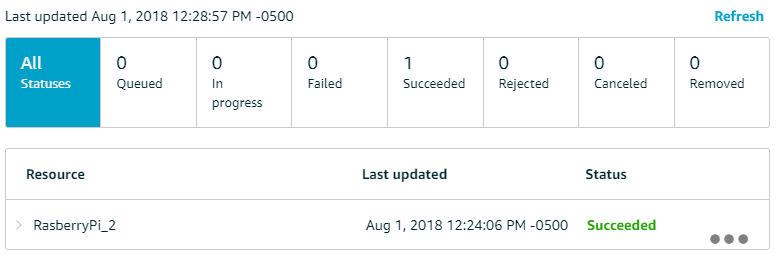 Last updated Aug 1, 2018 12:28:57 PM -0500 Refresh
All 0 0 0 1 0 0 0
Statuses Queued In Failed Succeeded Rejected Canceled Removed
progress
Resource Last updated Status
RasberryPi_2 Aug 1, 2018 12:24:06 PM -0500 Succeeded